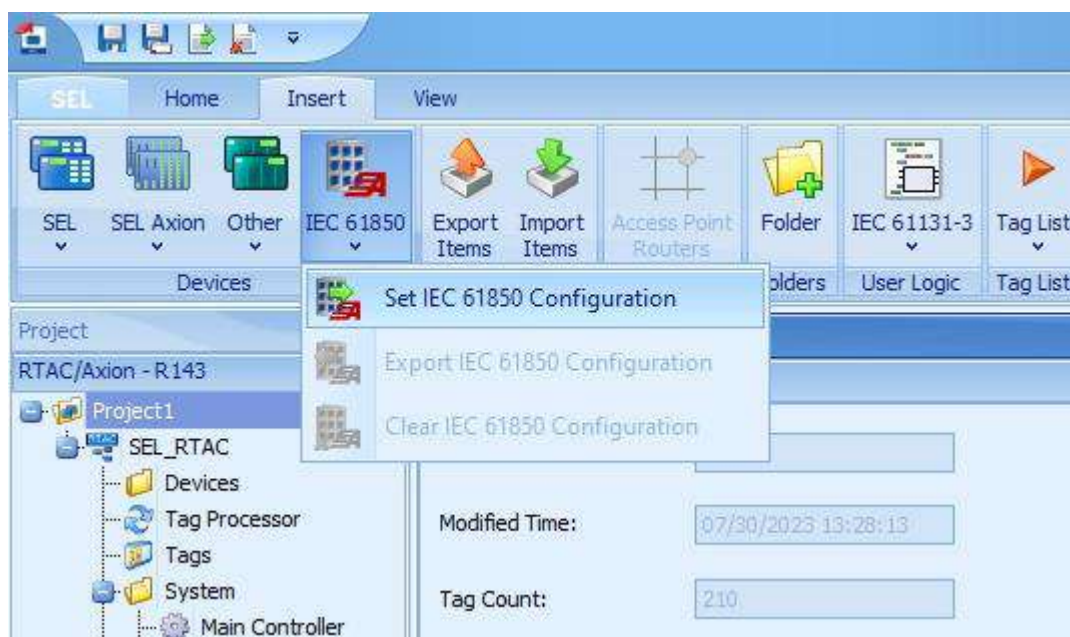 SEL Home Insert View
SEL SEL Axion Other IEC 61850 Export Items Import Items Access Point Routers Folder IEC 61131-3 Tag List
Devices olders User Logic Tag List
Set IEC 61850 Configuration
Export IEC 61850 Configuration
Clear IEC 61850 Configuration
Project
RTAC/Axion - R143
Project1
RTAC SEL_RTAC
Devices
Tag Processor
Modified Time: 07/30/2023 13:28:13
Tags
System
Tag Count: 210
Main Controller